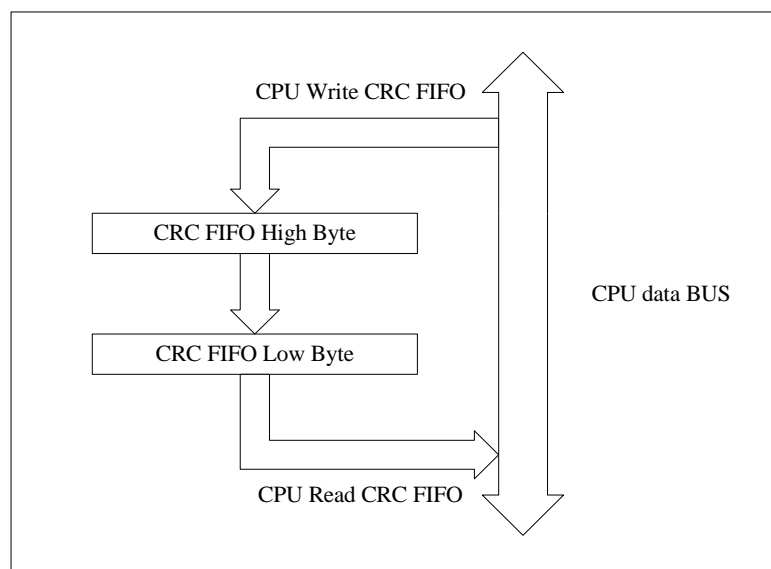 CPU Write CRC FIFO
CRC FIFO High Byte
CPU data BUS
CRC FIFO Low Byte
CPU Read CRC FIFO